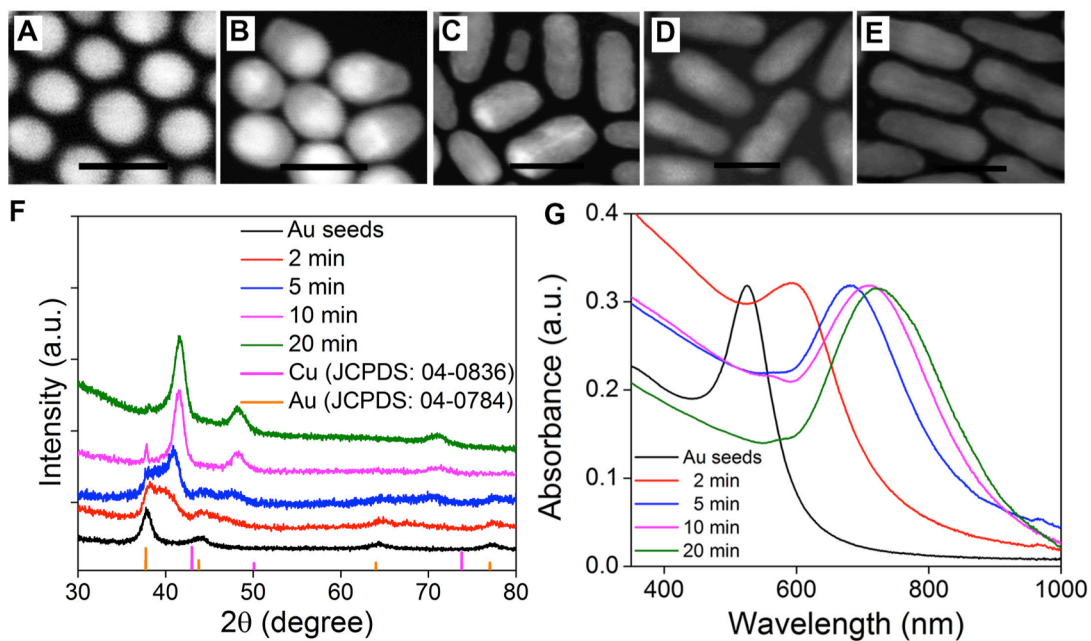 A
B
C
D
E
F
Au seeds
2 min
5 min
10 min
20 min
Cu (JCPDS: 04-0836)
Au (JCPDS: 04-0784)
Intensity (a.u.)
30 40 50 60 70 80
2θ (degree)
G
0.4
0.3
0.2
0.1
0.0
Absorbance (a.u.)
Au seeds
2 min
5 min
10 min
20 min
400 600 800 1000
Wavelength (nm)